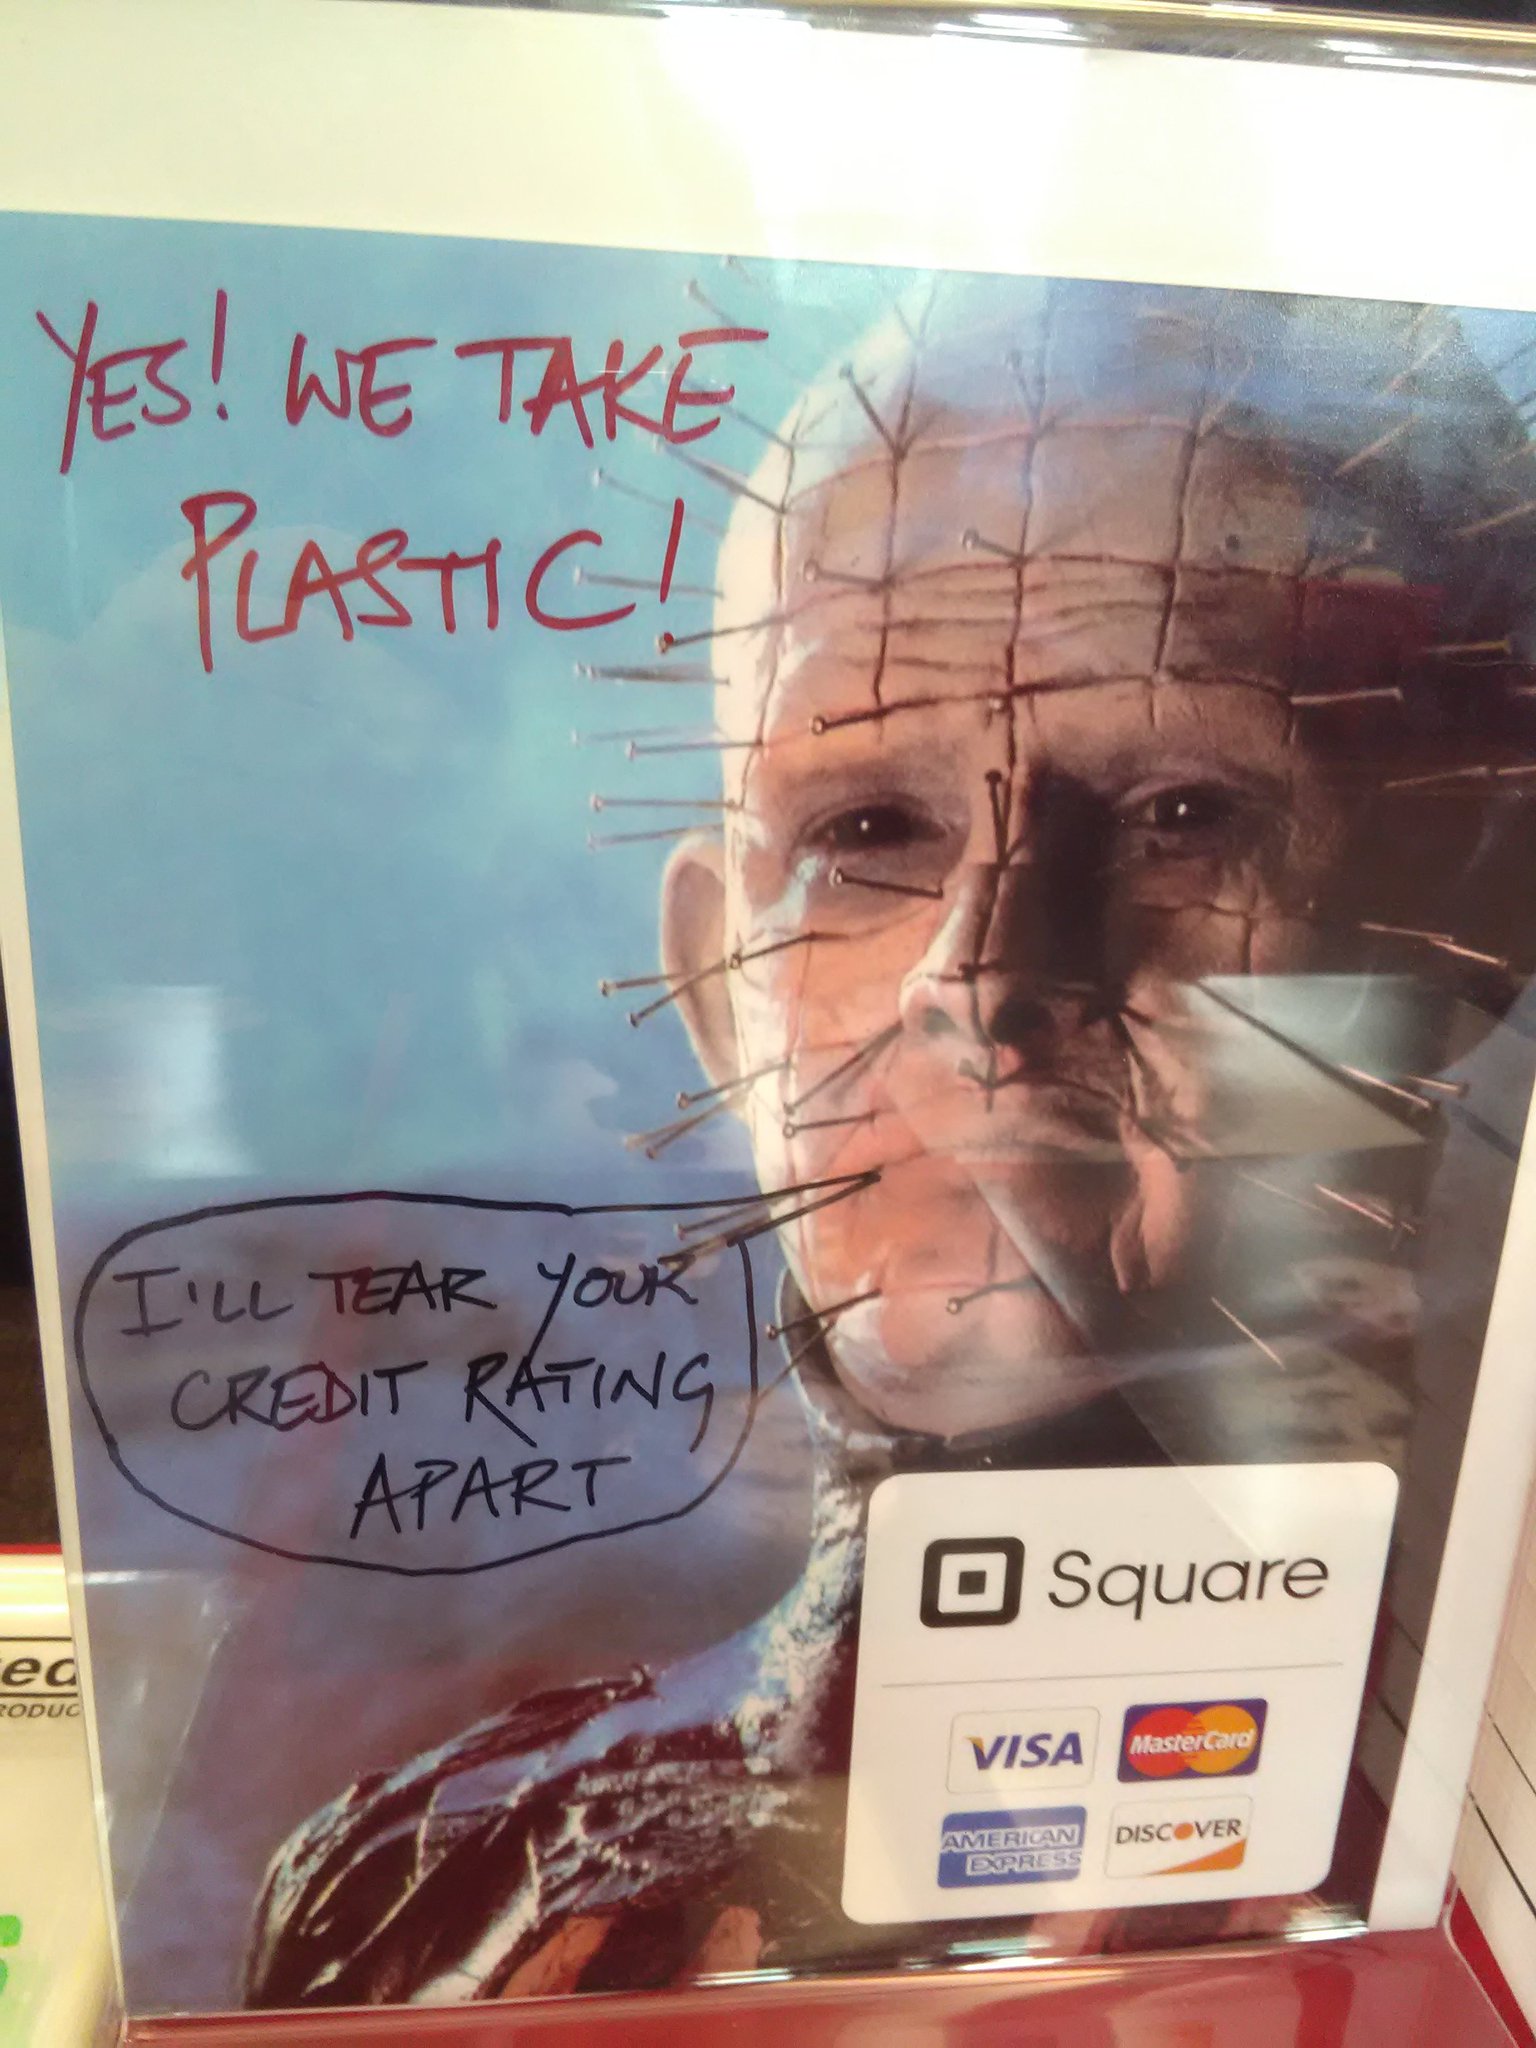 YES! WE TAKE
PLASTIC!
I'LL TEAR YOUR
CREDIT RATING
APART
Square
VISA
MasterCard
AMERICAN
EXPRESS
DISCOVER